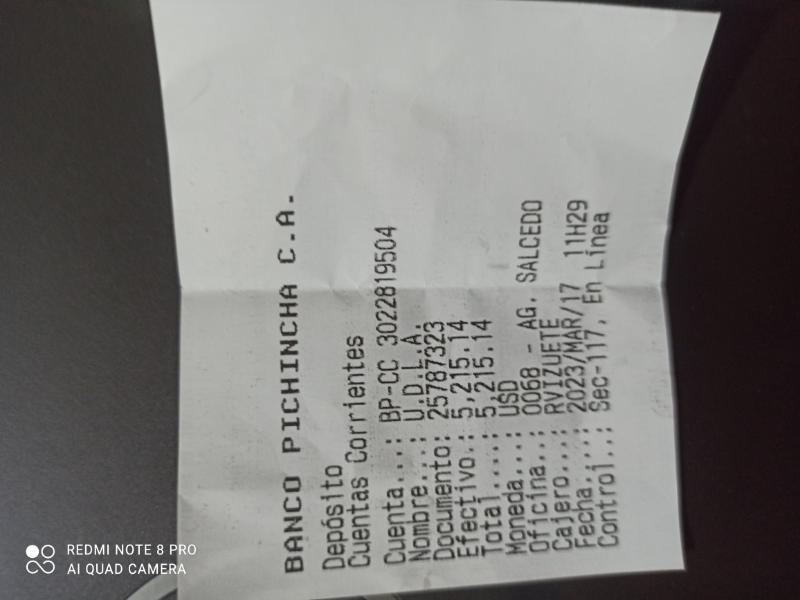 BANCO PICHINCHA C.A.
Depósito
Cuentas Corrientes
Cuenta...: BP-CC 3022819504
Nombre...: U.D.L.A.
Documento: 25787323
Efectivo.: 5,215.14
Total....: 5,215.14
Moneda...: USD
Oficina..: 0068 - AG. SALCEDO
Cajero...: RVIZUETE
Fecha....: 2023/MAR/17 11H29
Control..: Sec-117, En Línea
REDMI NOTE 8 PRO
AI QUAD CAMERA